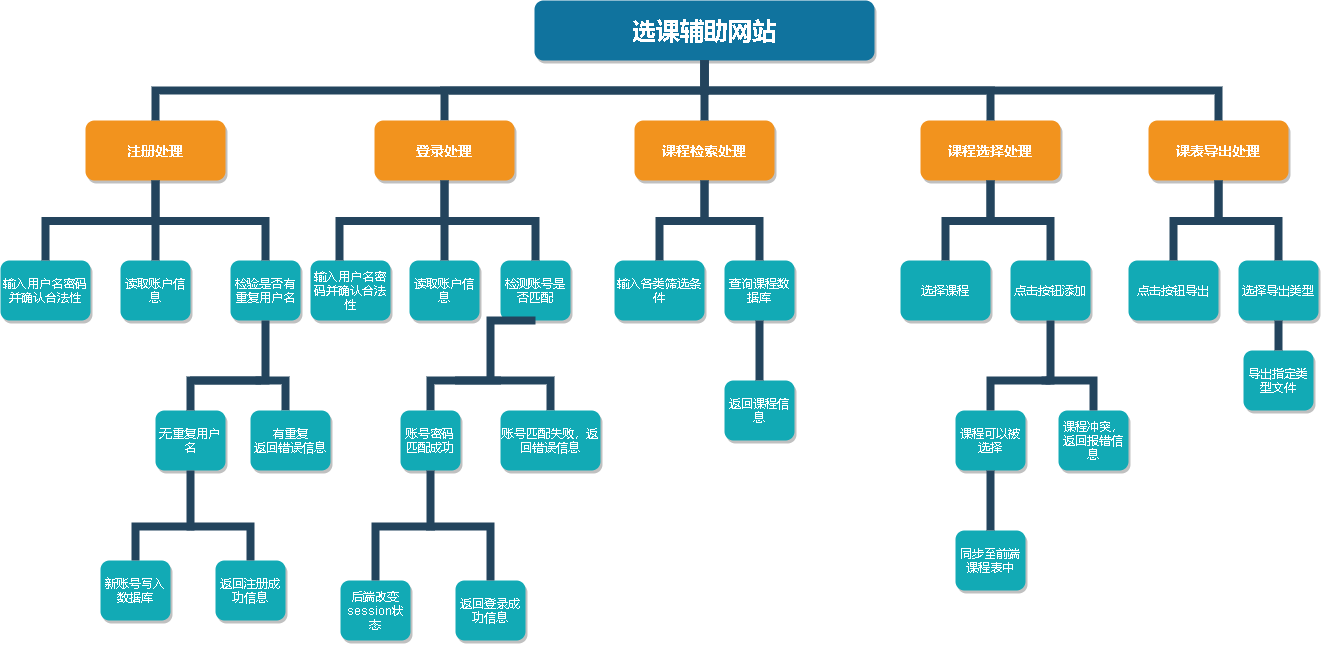 选课辅助网站
注册处理
登录处理
课程检索处理
课程选择处理
课表导出处理
输入用户名密码
并确认合法性
读取账户信
息
检验是否有
重复用户名
输入用户名密
码并确认合法
性
读取账户信
息
检测账号是
否匹配
输入各类筛选条
件
查询课程数
据库
选择课程
点击按钮添加
点击按钮导出
选择导出类型
导出指定类
型文件
返回课程信
息
无重复用户
名
有重复
返回错误信息
账号密码
匹配成功
账号匹配失败，返
回错误信息
课程可以被
选择
课程冲突，
返回报错信
息
同步至前端
课程表中
新账号写入
数据库
返回注册成
功信息
后端改变
session状
态
返回登录成
功信息